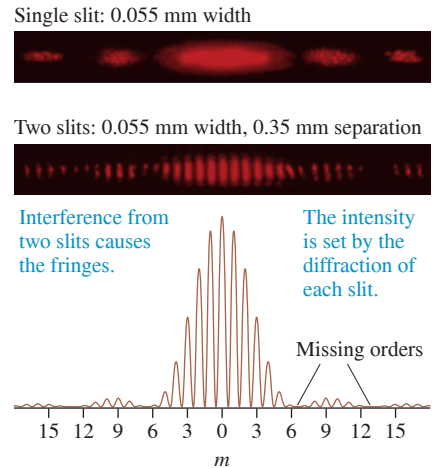 Single slit: 0.055 mm width
Two slits: 0.055 mm width, 0.35 mm separation
Interference from
two slits causes
the fringes.
The intensity
is set by the
diffraction of
each slit.
Missing orders
15 12 9 6 3 0 3 6 9 12 15
m